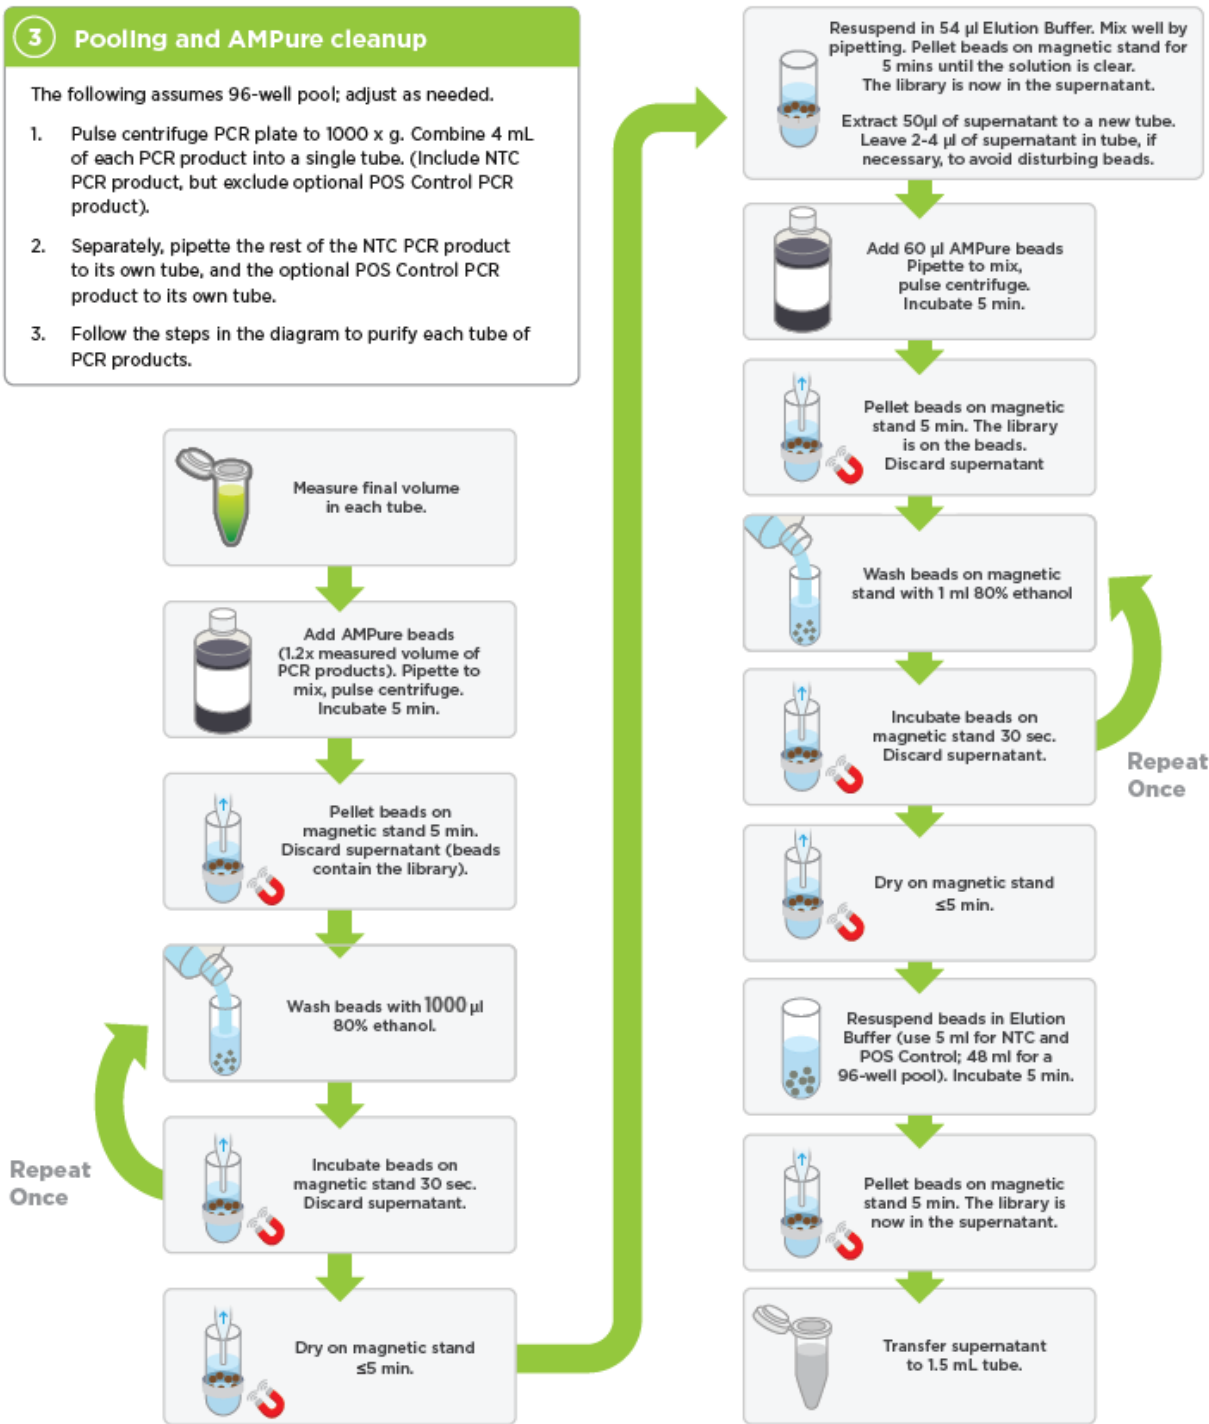 3 Pooling and AMPure cleanup
The following assumes 96-well pool; adjust as needed.
1. Pulse centrifuge PCR plate to 1000 x g. Combine 4 mL
of each PCR product into a single tube. (Include NTC
PCR product, but exclude optional POS Control PCR
product).
2. Separately, pipette the rest of the NTC PCR product
to its own tube, and the optional POS Control PCR
product to its own tube.
3. Follow the steps in the diagram to purify each tube of
PCR products.
Measure final volume
in each tube.
Add AMPure beads
(1.2x measured volume of
PCR products). Pipette to
mix, pulse centrifuge.
Incubate 5 min.
Pellet beads on
magnetic stand 5 min.
Discard supernatant (beads
contain the library).
Wash beads with 1000 µl
80% ethanol.
Incubate beads on
magnetic stand 30 sec.
Discard supernatant.
Repeat
Once
Dry on magnetic stand
≤5 min.
Resuspend in 54 µl Elution Buffer. Mix well by
pipetting. Pellet beads on magnetic stand for
5 mins until the solution is clear.
The library is now in the supernatant.
Extract 50µl of supernatant to a new tube.
Leave 2-4 µl of supernatant in tube, if
necessary, to avoid disturbing beads.
Add 60 µl AMPure beads
Pipette to mix,
pulse centrifuge.
Incubate 5 min.
Pellet beads on magnetic
stand 5 min. The library
is on the beads.
Discard supernatant
Wash beads on magnetic
stand with 1 ml 80% ethanol
Incubate beads on
magnetic stand 30 sec.
Discard supernatant.
Repeat
Once
Dry on magnetic stand
≤5 min.
Resuspend beads in Elution
Buffer (use 5 ml for NTC and
POS Control; 48 ml for a
96-well pool). Incubate 5 min.
Pellet beads on magnetic
stand 5 min. The library is
now in the supernatant.
Transfer supernatant
to 1.5 mL tube.